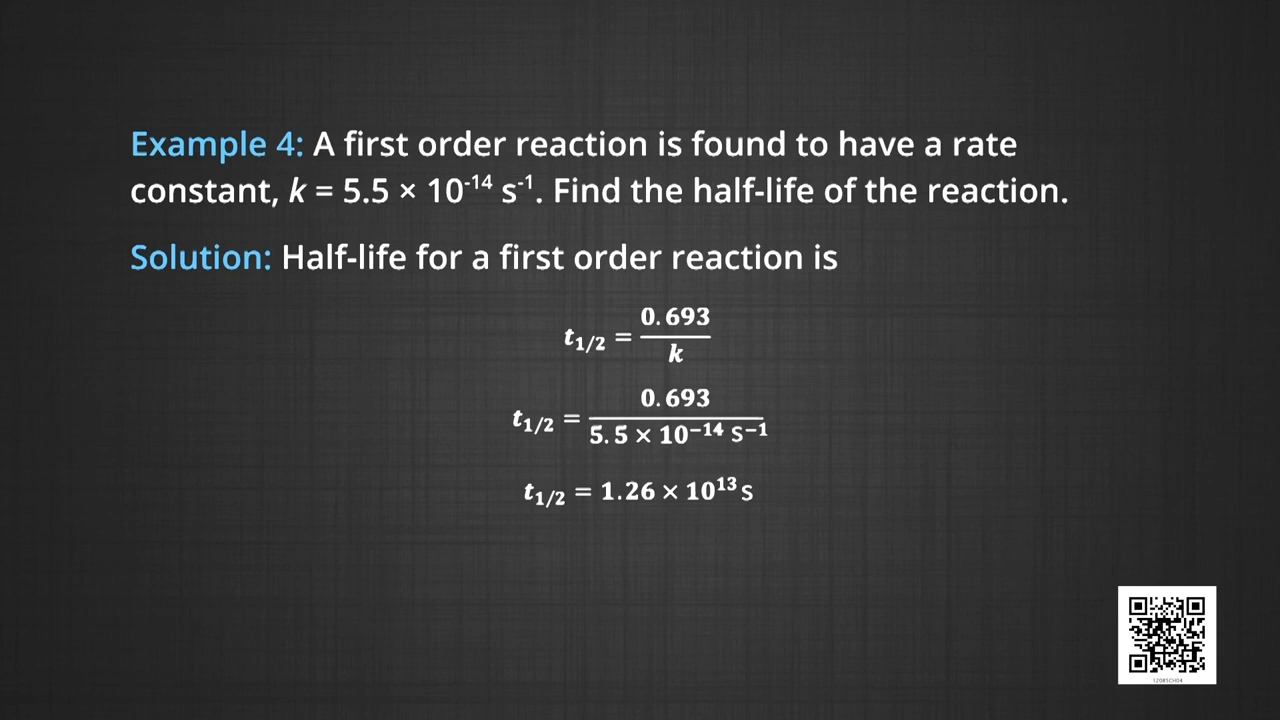 Example 4: A first order reaction is found to have a rate
constant, k = 5.5 × 10⁻¹⁴ s⁻¹. Find the half-life of the reaction.
Solution: Half-life for a first order reaction is
t₁/₂ = 0.693 / k
t₁/₂ = 0.693 / 5.5 × 10⁻¹⁴ s⁻¹
t₁/₂ = 1.26 × 10¹³ s
12085CH04